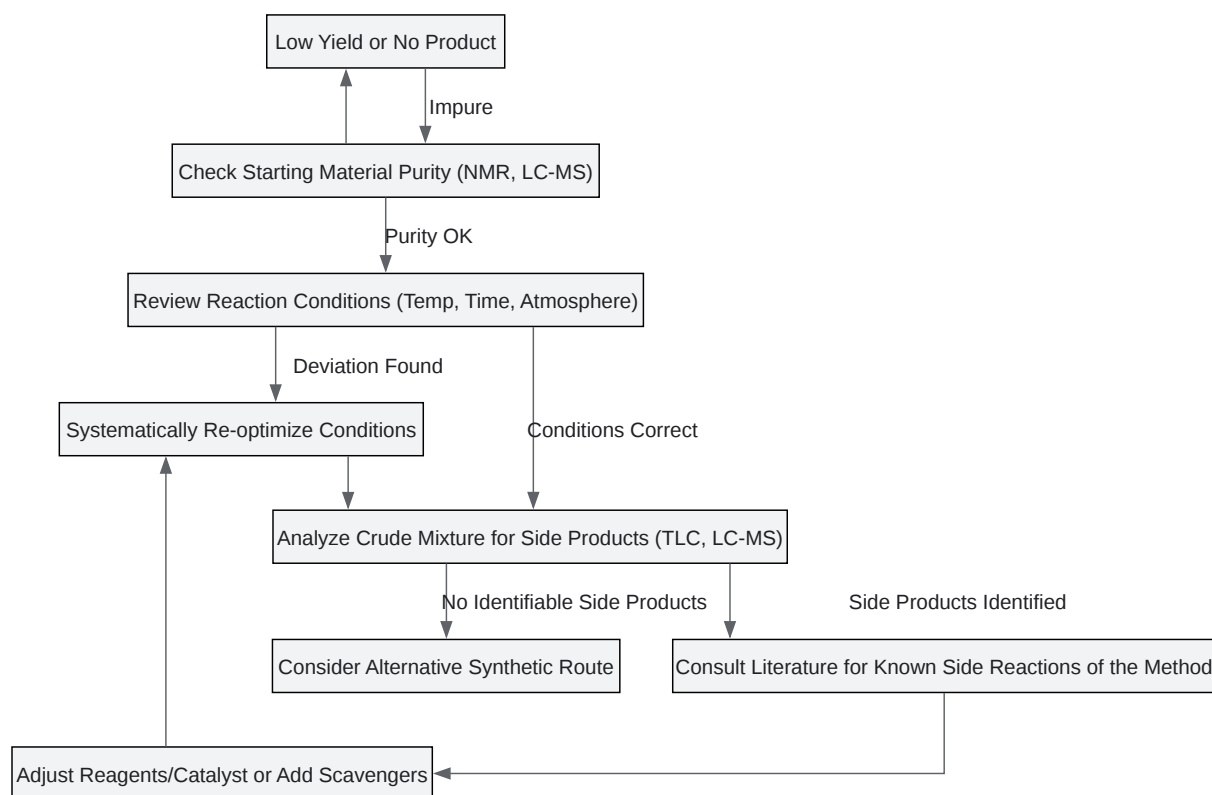 Low Yield or No Product
Impure
Check Starting Material Purity (NMR, LC-MS)
Purity OK
Review Reaction Conditions (Temp, Time, Atmosphere)
Deviation Found
Systematically Re-optimize Conditions
Conditions Correct
Analyze Crude Mixture for Side Products (TLC, LC-MS)
No Identifiable Side Products
Side Products Identified
Consider Alternative Synthetic Route
Consult Literature for Known Side Reactions of the Method
Adjust Reagents/Catalyst or Add Scavengers